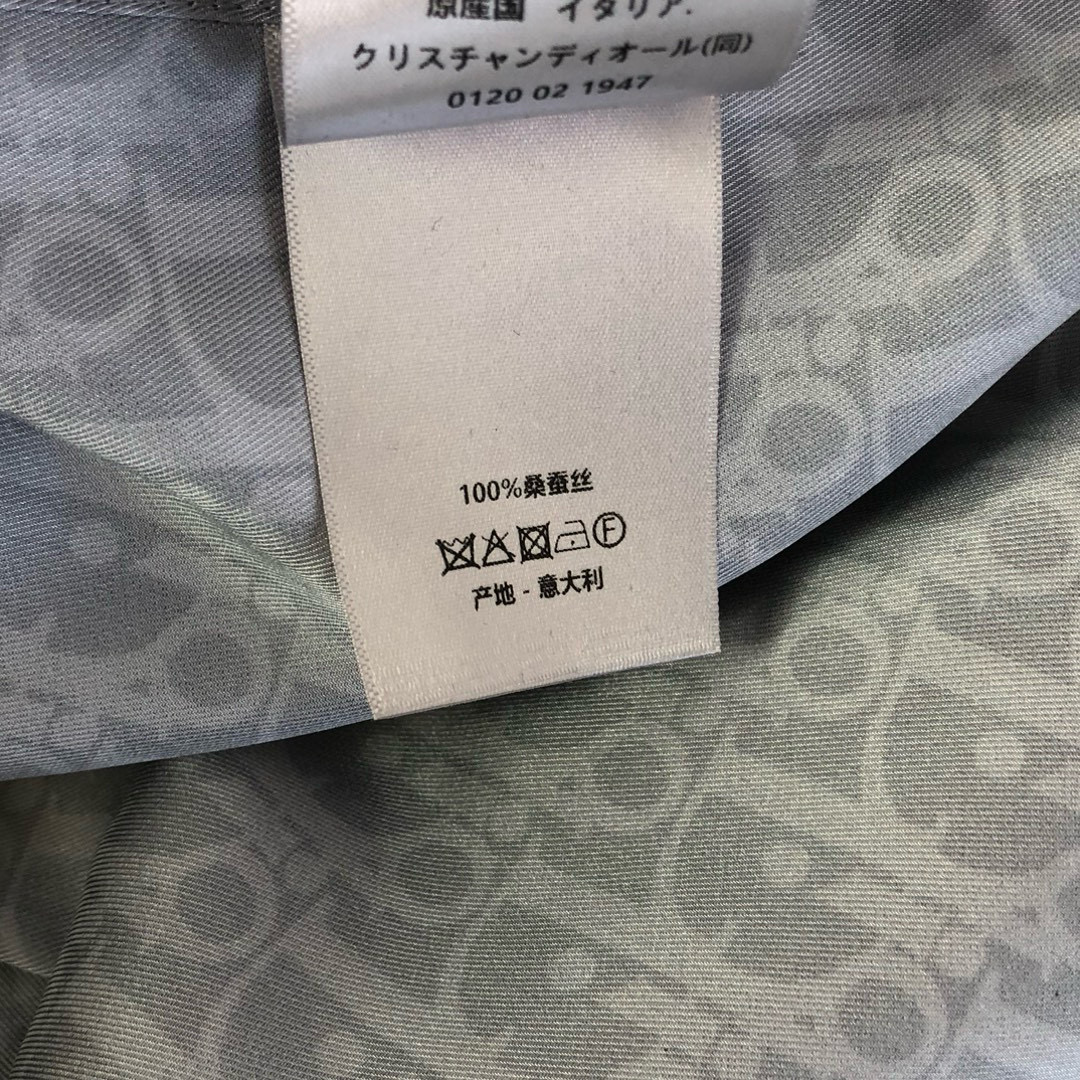 原産国 イタリア.
クリスチャンディオール(同)
0120 02 1947
100%桑蚕丝
F
产地 - 意大利